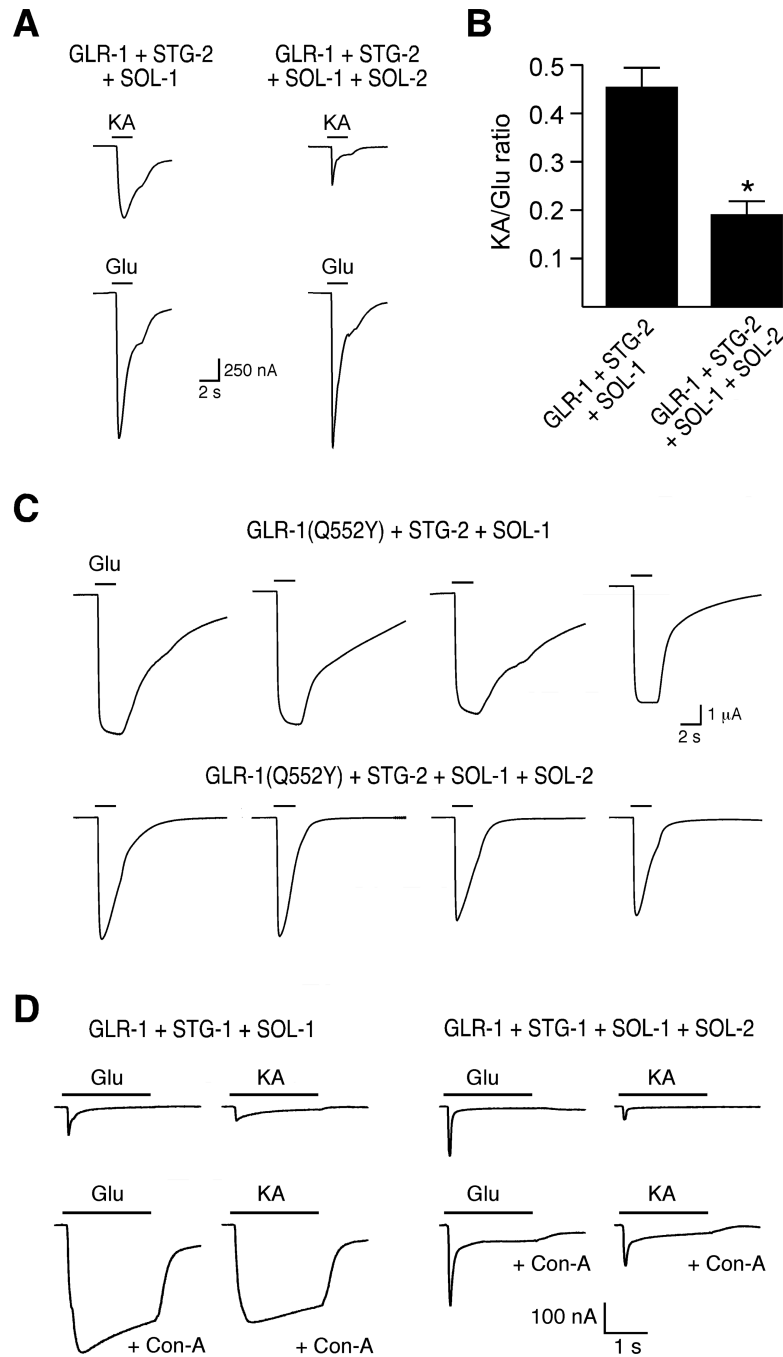 A
GLR-1 + STG-2
+ SOL-1
GLR-1 + STG-2
+ SOL-1 + SOL-2
KA
KA
Glu
Glu
250 nA
2 s
B
KA/Glu ratio
0.5
0.4
0.3
0.2
0.1
*
GLR-1 + STG-2
+ SOL-1
GLR-1 + STG-2
+ SOL-1 + SOL-2
C
GLR-1(Q552Y) + STG-2 + SOL-1
Glu
1 µA
2 s
GLR-1(Q552Y) + STG-2 + SOL-1 + SOL-2
D
GLR-1 + STG-1 + SOL-1
GLR-1 + STG-1 + SOL-1 + SOL-2
Glu
KA
Glu
KA
Glu
KA
Glu
KA
+ Con-A
+ Con-A
+ Con-A
+ Con-A
100 nA
1 s